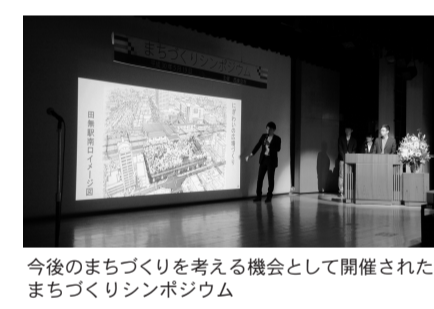 まちづくりシンポジウム
田無駅南口イメージ図
今後のまちづくりを考える機会として開催された
まちづくりシンポジウム